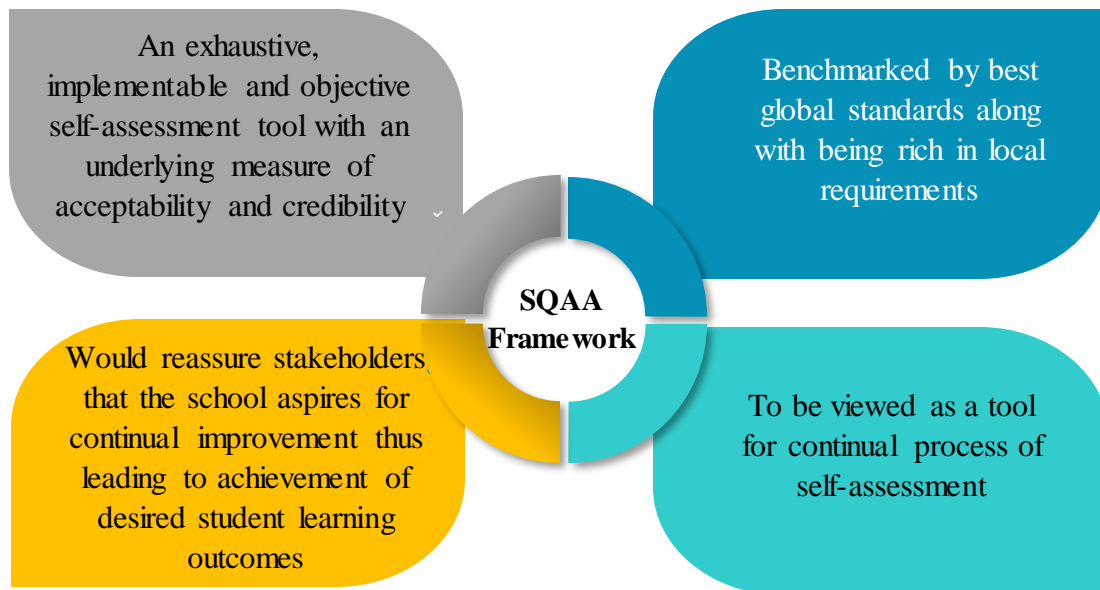 An exhaustive,
implementable and objective
self-assessment tool with an
underlying measure of
acceptability and credibility
Benchmarked by best
global standards along
with being rich in local
requirements
SQAA
Framework
Would reassure stakeholders
that the school aspires for
continual improvement thus
leading to achievement of
desired student learning
outcomes
To be viewed as a tool
for continual process of
self-assessment